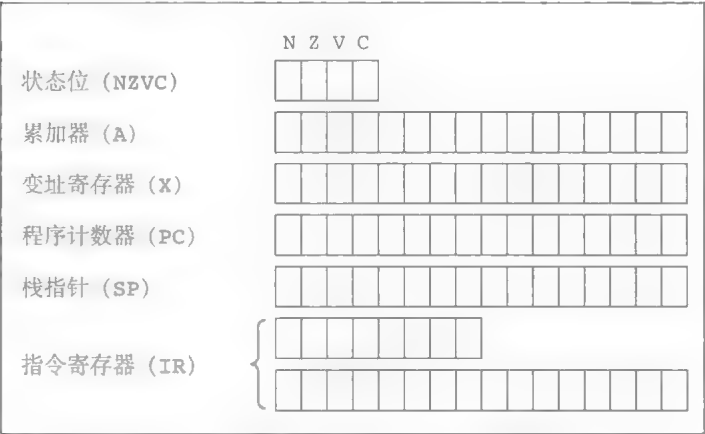 N Z V C
状态位 (NZVC)
累加器 (A)
变址寄存器 (X)
程序计数器 (PC)
栈指针 (SP)
指令寄存器 (IR)